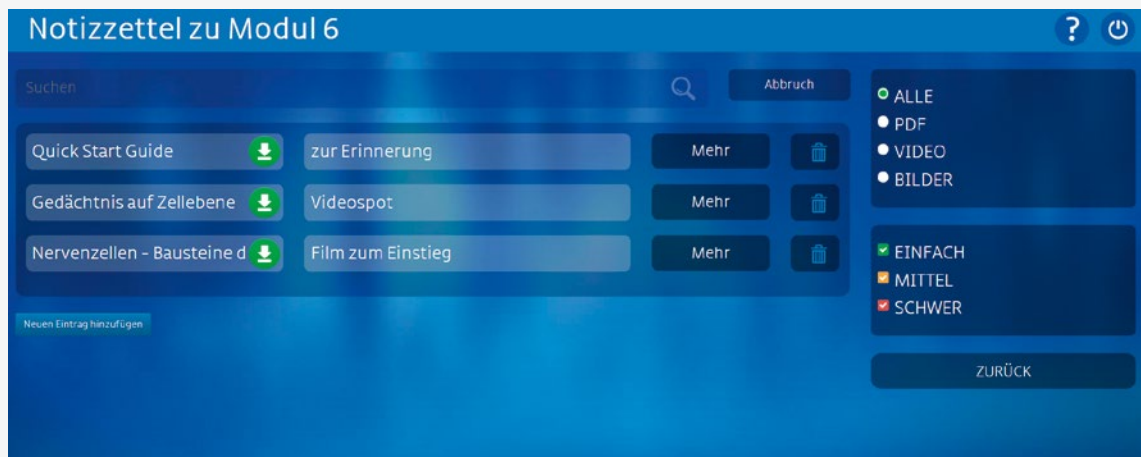 Notizzettel zu Modul 6
?
Suchen
Abbruch
Quick Start Guide
zur Erinnerung
Mehr
Gedächtnis auf Zellebene
Videospot
Mehr
Nervenzellen - Bausteine d
Film zum Einstieg
Mehr
Neuen Eintrag hinzufügen
ALLE
PDF
VIDEO
BILDER
EINFACH
MITTEL
SCHWER
ZURÜCK